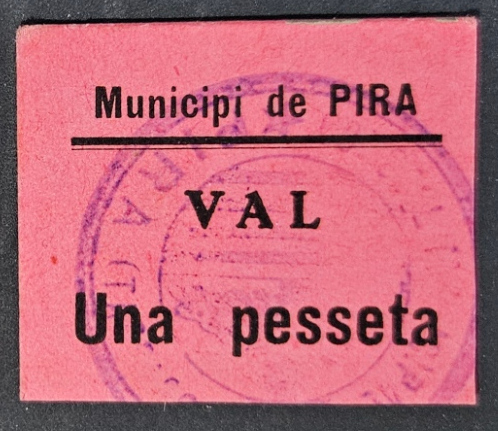 Municipi de PIRA
VAL
Una pesseta